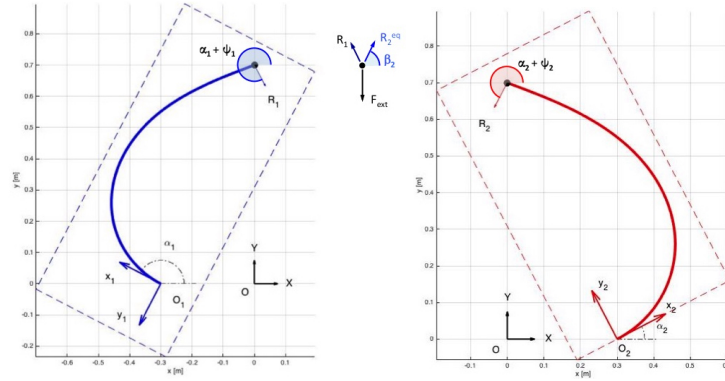 α₁ + ψ₁
R₁
α₁
x₁
y₁
O₁
Y
O
X
y [m]
0.8
0.7
0.6
0.5
0.4
0.3
0.2
0.1
0
-0.1
-0.2
-0.6
-0.5
-0.4
-0.3
-0.2
-0.1
0
0.1
x [m]
R₁
R₂ᵉq
β₂
Fₑₓₜ
α₂ + ψ₂
R₂
y₂
x₂
α₂
O₂
Y
O
X
y [m]
0.8
0.7
0.6
0.5
0.4
0.3
0.2
0.1
0
-0.1
0
0.1
0.2
0.3
0.4
0.5
x [m]